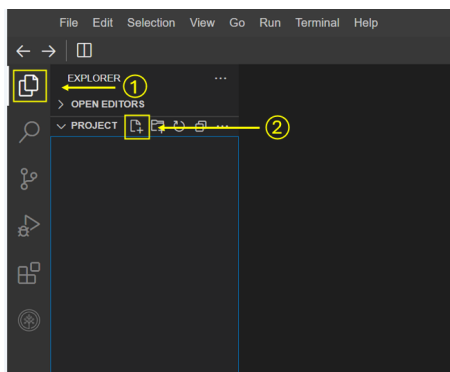 File Edit Selection View Go Run Terminal Help
EXPLORER ...
1
OPEN EDITORS
PROJECT ...
2